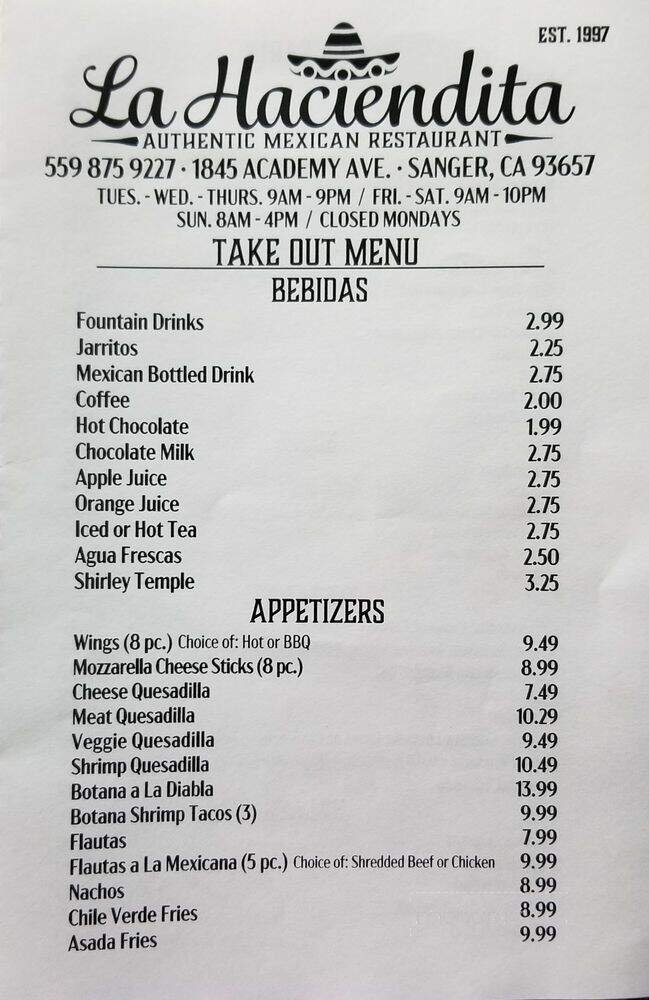 EST. 1997
La Haciendita
AUTHENTIC MEXICAN RESTAURANT
559 875 9227 · 1845 ACADEMY AVE. · SANGER, CA 93657
TUES. - WED. - THURS. 9AM - 9PM / FRI. - SAT. 9AM - 10PM
SUN. 8AM - 4PM / CLOSED MONDAYS
TAKE OUT MENU
BEBIDAS
Fountain Drinks 2.99
Jarritos 2.25
Mexican Bottled Drink 2.75
Coffee 2.00
Hot Chocolate 1.99
Chocolate Milk 2.75
Apple Juice 2.75
Orange Juice 2.75
Iced or Hot Tea 2.75
Agua Frescas 2.50
Shirley Temple 3.25
APPETIZERS
Wings (8 pc.) Choice of: Hot or BBQ 9.49
Mozzarella Cheese Sticks (8 pc.) 8.99
Cheese Quesadilla 7.49
Meat Quesadilla 10.29
Veggie Quesadilla 9.49
Shrimp Quesadilla 10.49
Botana a La Diabla 13.99
Botana Shrimp Tacos (3) 9.99
Flautas 7.99
Flautas a La Mexicana (5 pc.) Choice of: Shredded Beef or Chicken 9.99
Nachos 8.99
Chile Verde Fries 8.99
Asada Fries 9.99